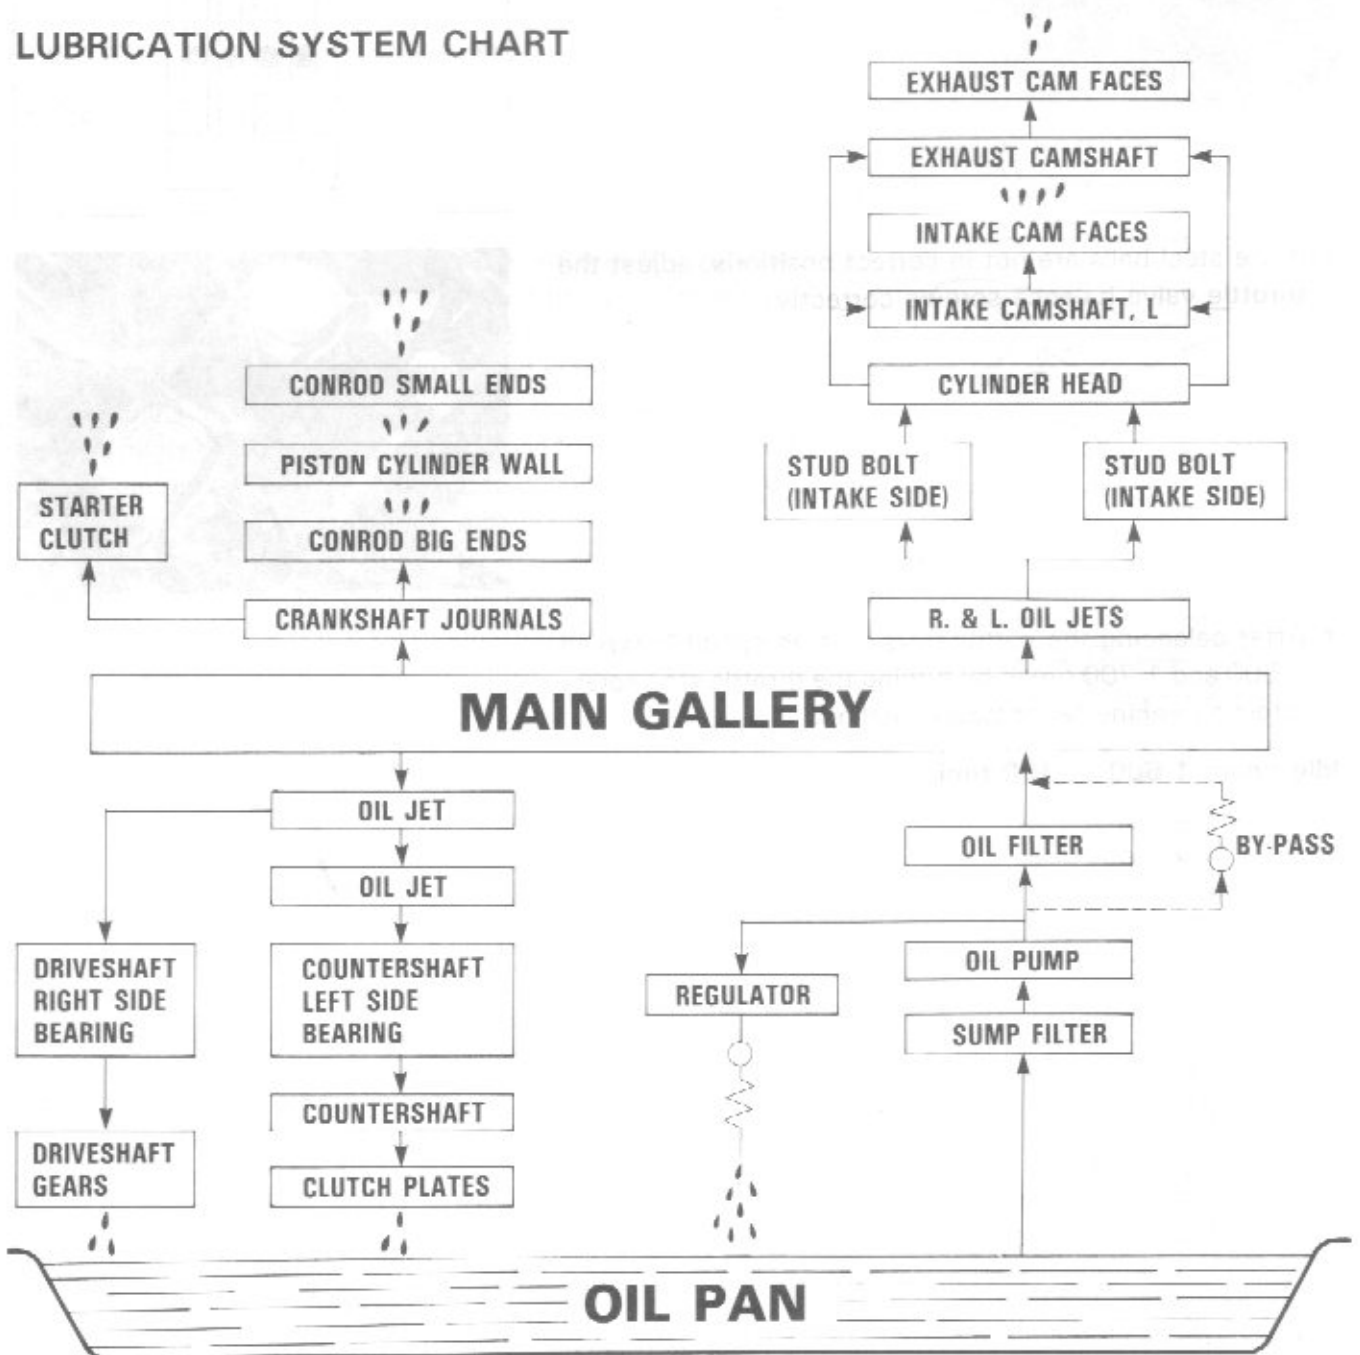 LUBRICATION SYSTEM CHART
EXHAUST CAM FACES
EXHAUST CAMSHAFT
INTAKE CAM FACES
INTAKE CAMSHAFT, L
CYLINDER HEAD
STUD BOLT
(INTAKE SIDE)
STUD BOLT
(INTAKE SIDE)
R. & L. OIL JETS
CONROD SMALL ENDS
PISTON CYLINDER WALL
CONROD BIG ENDS
STARTER
CLUTCH
CRANKSHAFT JOURNALS
MAIN GALLERY
OIL JET
OIL JET
DRIVESHAFT
RIGHT SIDE
BEARING
COUNTERSHAFT
LEFT SIDE
BEARING
COUNTERSHAFT
DRIVESHAFT
GEARS
CLUTCH PLATES
OIL FILTER
BY-PASS
OIL PUMP
REGULATOR
SUMP FILTER
OIL PAN